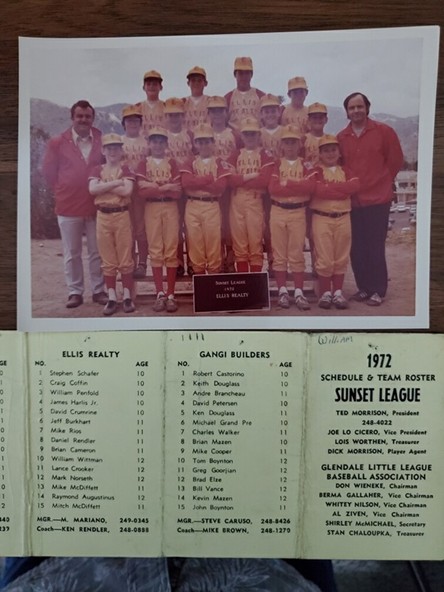 ELLIS
REALTY
SUNSET LEAGUE
1972
ELLIS REALTY
AGE
10
ELLIS REALTY
NO. AGE
1 Stephen Schafer 10
2 Craig Coffin 10
3 William Penfold 10
4 James Harlis Jr. 10
5 David Crumrine 10
6 Jeff Burkhart 11
7 Mike Rios 11
8 Daniel Rendler 11
9 Brian Cameron 11
10 William Wittman 12
11 Lance Crooker 12
12 Mark Norseth 12
13 Mike McDiffett 11
14 Raymond Augustinus 12
15 Mitch McDiffett 11
MGR.—M. MARIANO, 249-0345
Coach—KEN RENDLER, 248-0888
GANGI BUILDERS
NO. AGE
1 Robert Castorino 10
2 Keith Douglass 10
3 Andre Brancheau 11
4 David Petersen 10
5 Ken Douglass 11
6 Michael Grand Pre 10
7 Charles Walker 11
8 Brian Mazen 10
9 Mike Cooper 11
10 Tom Boynton 12
11 Greg Goorjian 12
12 Brad Elze 12
13 Bill Vance 12
14 Kevin Mazen 12
15 John Boynton 11
MGR.—STEVE CARUSO, 248-8426
Coach—MIKE BROWN, 248-1270
William
1972
SCHEDULE & TEAM ROSTER
SUNSET LEAGUE
TED MORRISON, President
248-4022
JOE LO CICERO, Vice President
LOIS WORTHEN, Treasurer
DICK MORRISON, Player Agent
GLENDALE LITTLE LEAGUE
BASEBALL ASSOCIATION
DON WIENEKE, Chairman
BERMA GALLAHER, Vice Chairman
WHITEY NILSON, Vice Chairman
AL ZIVEN, Vice Chairman
SHIRLEY McMICHAEL, Secretary
STAN CHALOUPKA, Treasurer